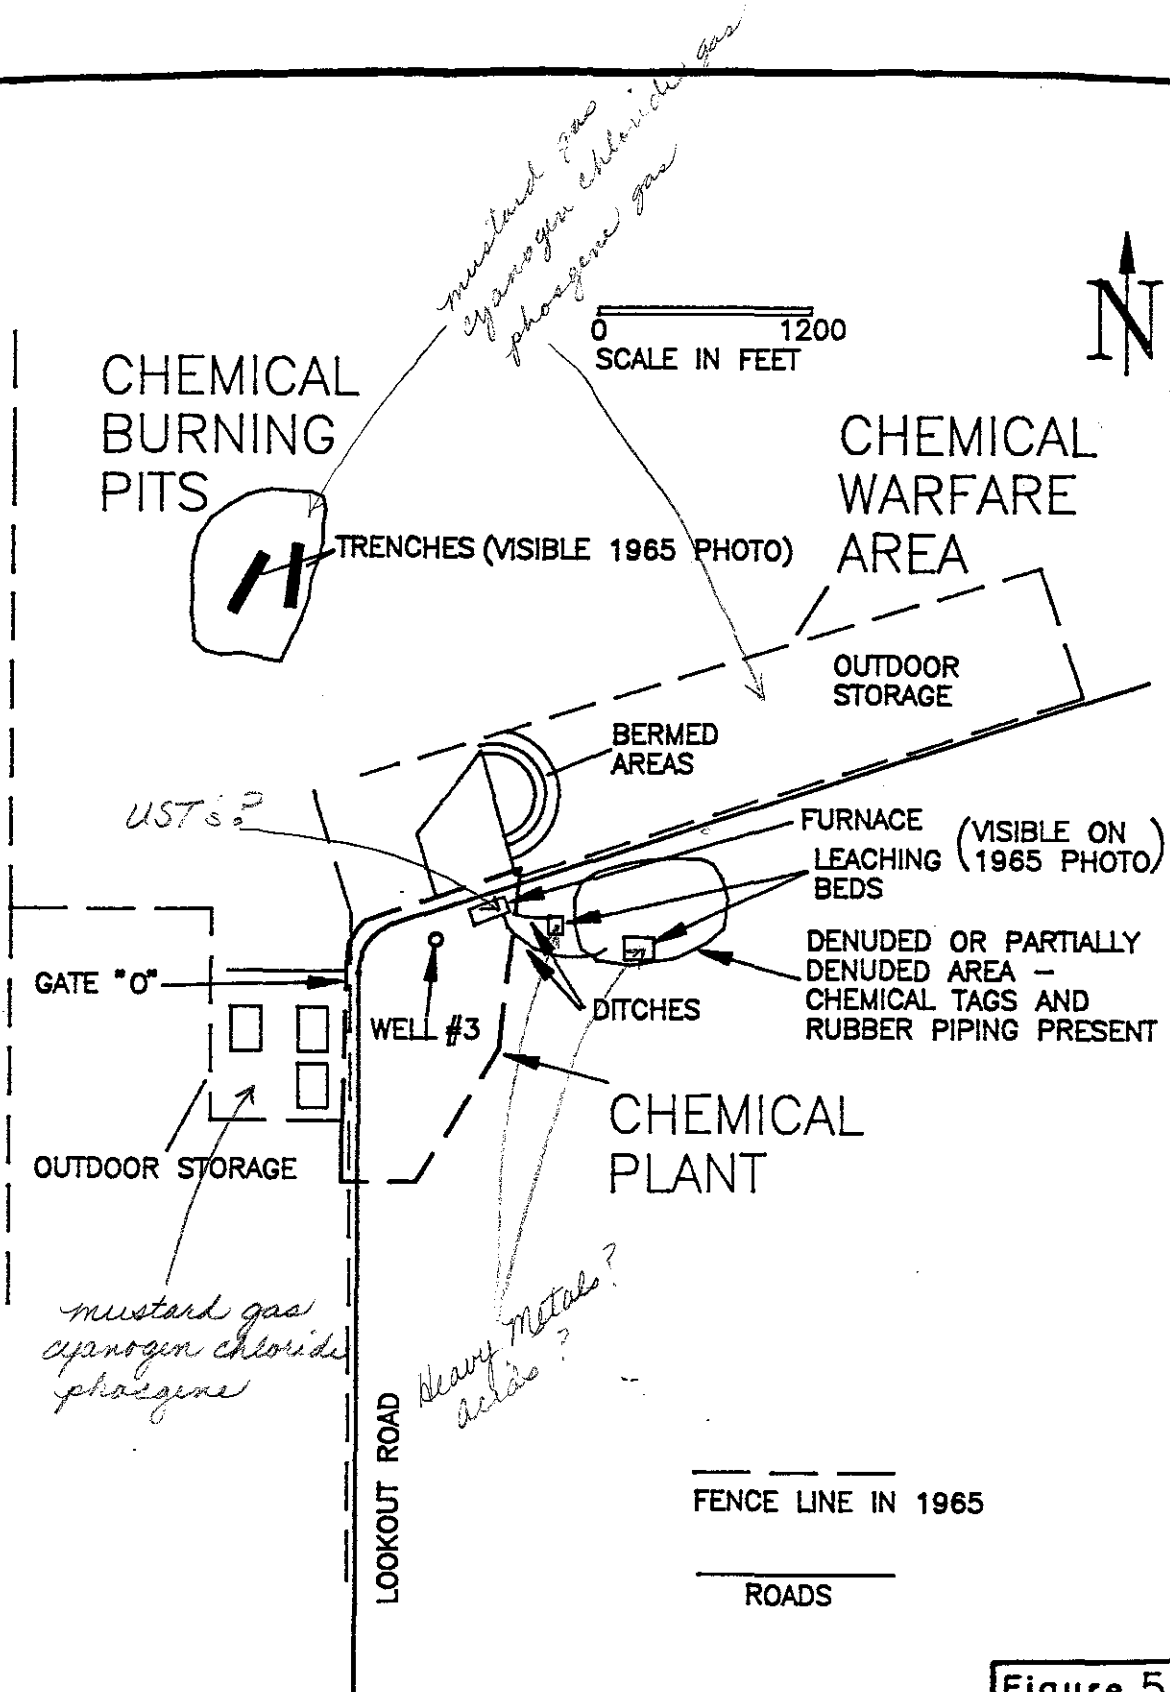 mustard gas
cyanogen chloride gas
phosgene gas
0 1200
SCALE IN FEET
N
CHEMICAL
BURNING
PITS
CHEMICAL
WARFARE
AREA
TRENCHES (VISIBLE 1965 PHOTO)
OUTDOOR
STORAGE
BERMED
AREAS
UST's?
FURNACE
LEACHING
BEDS
(VISIBLE ON
1965 PHOTO)
DENUDED OR PARTIALLY
DENUDED AREA –
CHEMICAL TAGS AND
RUBBER PIPING PRESENT
GATE "O"
WELL #3
DITCHES
CHEMICAL
PLANT
OUTDOOR STORAGE
mustard gas
cyanogen chloride
phosgene
Heavy Metals?
acids?
LOOKOUT ROAD
FENCE LINE IN 1965
ROADS
Figure 5